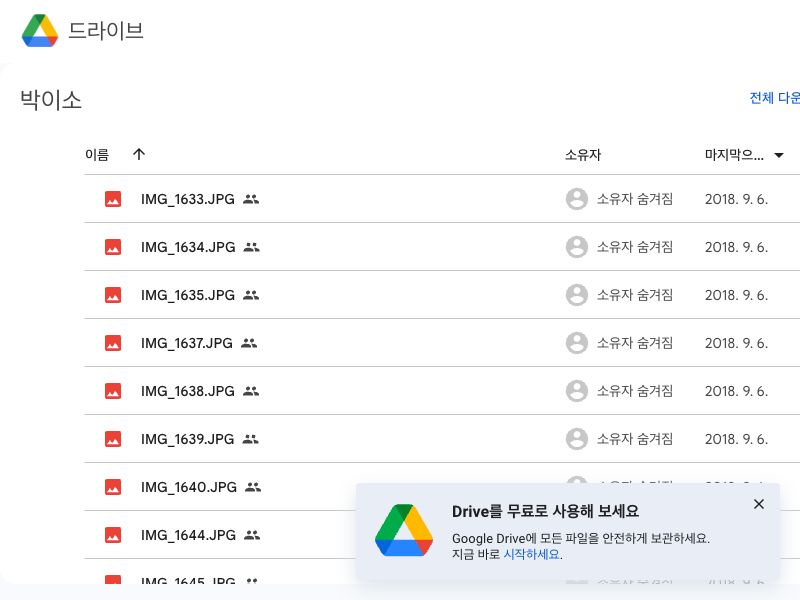 드라이브
박이소
전체 다운
이름
소유자
마지막으...
IMG_1633.JPG
소유자 숨겨짐
2018. 9. 6.
IMG_1634.JPG
소유자 숨겨짐
2018. 9. 6.
IMG_1635.JPG
소유자 숨겨짐
2018. 9. 6.
IMG_1637.JPG
소유자 숨겨짐
2018. 9. 6.
IMG_1638.JPG
소유자 숨겨짐
2018. 9. 6.
IMG_1639.JPG
소유자 숨겨짐
2018. 9. 6.
IMG_1640.JPG
IMG_1644.JPG
IMG_1645.JPG
Drive를 무료로 사용해 보세요
Google Drive에 모든 파일을 안전하게 보관하세요.
지금 바로 시작하세요.